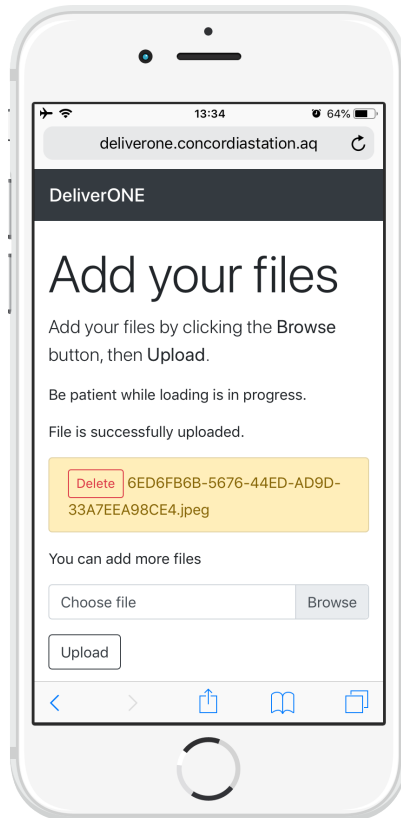 13:34
64%
deliverone.concordiastation.aq
DeliverONE
Add your files
Add your files by clicking the Browse
button, then Upload.
Be patient while loading is in progress.
File is successfully uploaded.
Delete 6ED6FB6B-5676-44ED-AD9D-
33A7EEA98CE4.jpeg
You can add more files
Choose file Browse
Upload